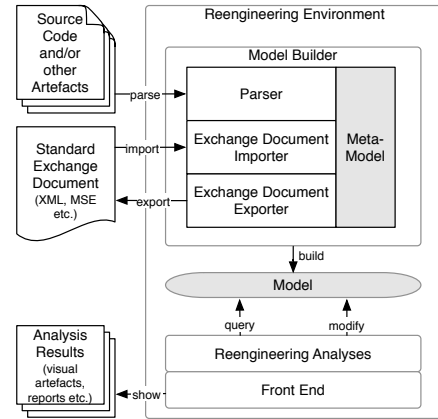 Source
Code
and/or
other
Artefacts
Reengineering Environment
Model Builder
parse
Parser
Standard
Exchange
Document
(XML, MSE
etc.)
import
Exchange Document
Importer
Meta-
Model
export
Exchange Document
Exporter
build
Model
query
modify
Analysis
Results
(visual
artefacts,
reports etc.)
Reengineering Analyses
show
Front End